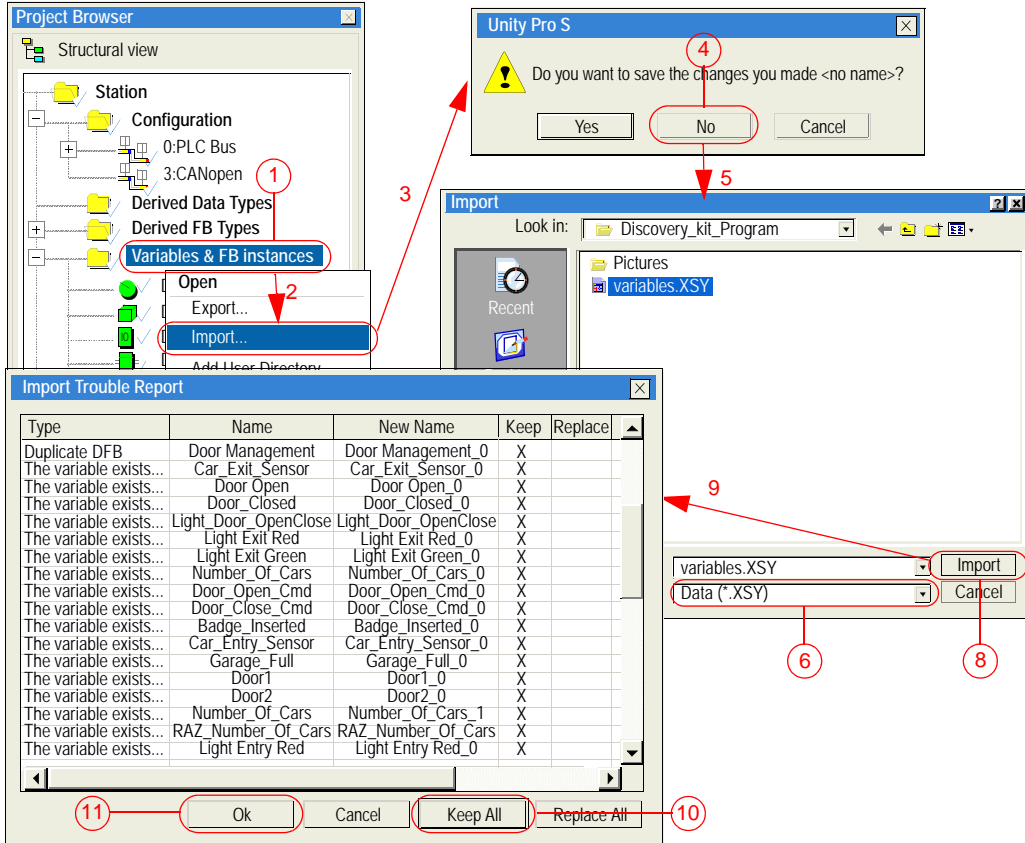 Project Browser
Structural view
Station
Configuration
0:PLC Bus
3:CANopen
1
Derived Data Types
Derived FB Types
Variables & FB instances
Open
2
Export...
Import...
Add User Directory
3
Unity Pro S
4
Do you want to save the changes you made <no name>?
Yes No Cancel
5
Import
Look in: Discovery_kit_Program
Pictures
variables.XSY
Recent
variables.XSY Import
Data (*.XSY) Cancel
6
8
9
Import Trouble Report
Type Name New Name Keep Replace
Duplicate DFB Door Management Door Management_0 X
The variable exists... Car_Exit_Sensor Car_Exit_Sensor_0 X
The variable exists... Door Open Door Open_0 X
The variable exists... Door_Closed Door_Closed_0 X
The variable exists... Light_Door_OpenClose Light_Door_OpenClose X
The variable exists... Light Exit Red Light Exit Red_0 X
The variable exists... Light Exit Green Light Exit Green_0 X
The variable exists... Number_Of_Cars Number_Of_Cars_0 X
The variable exists... Door_Open_Cmd Door_Open_Cmd_0 X
The variable exists... Door_Close_Cmd Door_Close_Cmd_0 X
The variable exists... Badge_Inserted Badge_Inserted_0 X
The variable exists... Car_Entry_Sensor Car_Entry_Sensor_0 X
The variable exists... Garage_Full Garage_Full_0 X
The variable exists... Door1 Door1_0 X
The variable exists... Door2 Door2_0 X
The variable exists... Number_Of_Cars Number_Of_Cars_1 X
The variable exists... RAZ_Number_Of_Cars RAZ_Number_Of_Cars X
The variable exists... Light Entry Red Light Entry Red_0 X
11
Ok Cancel Keep All Replace All
10